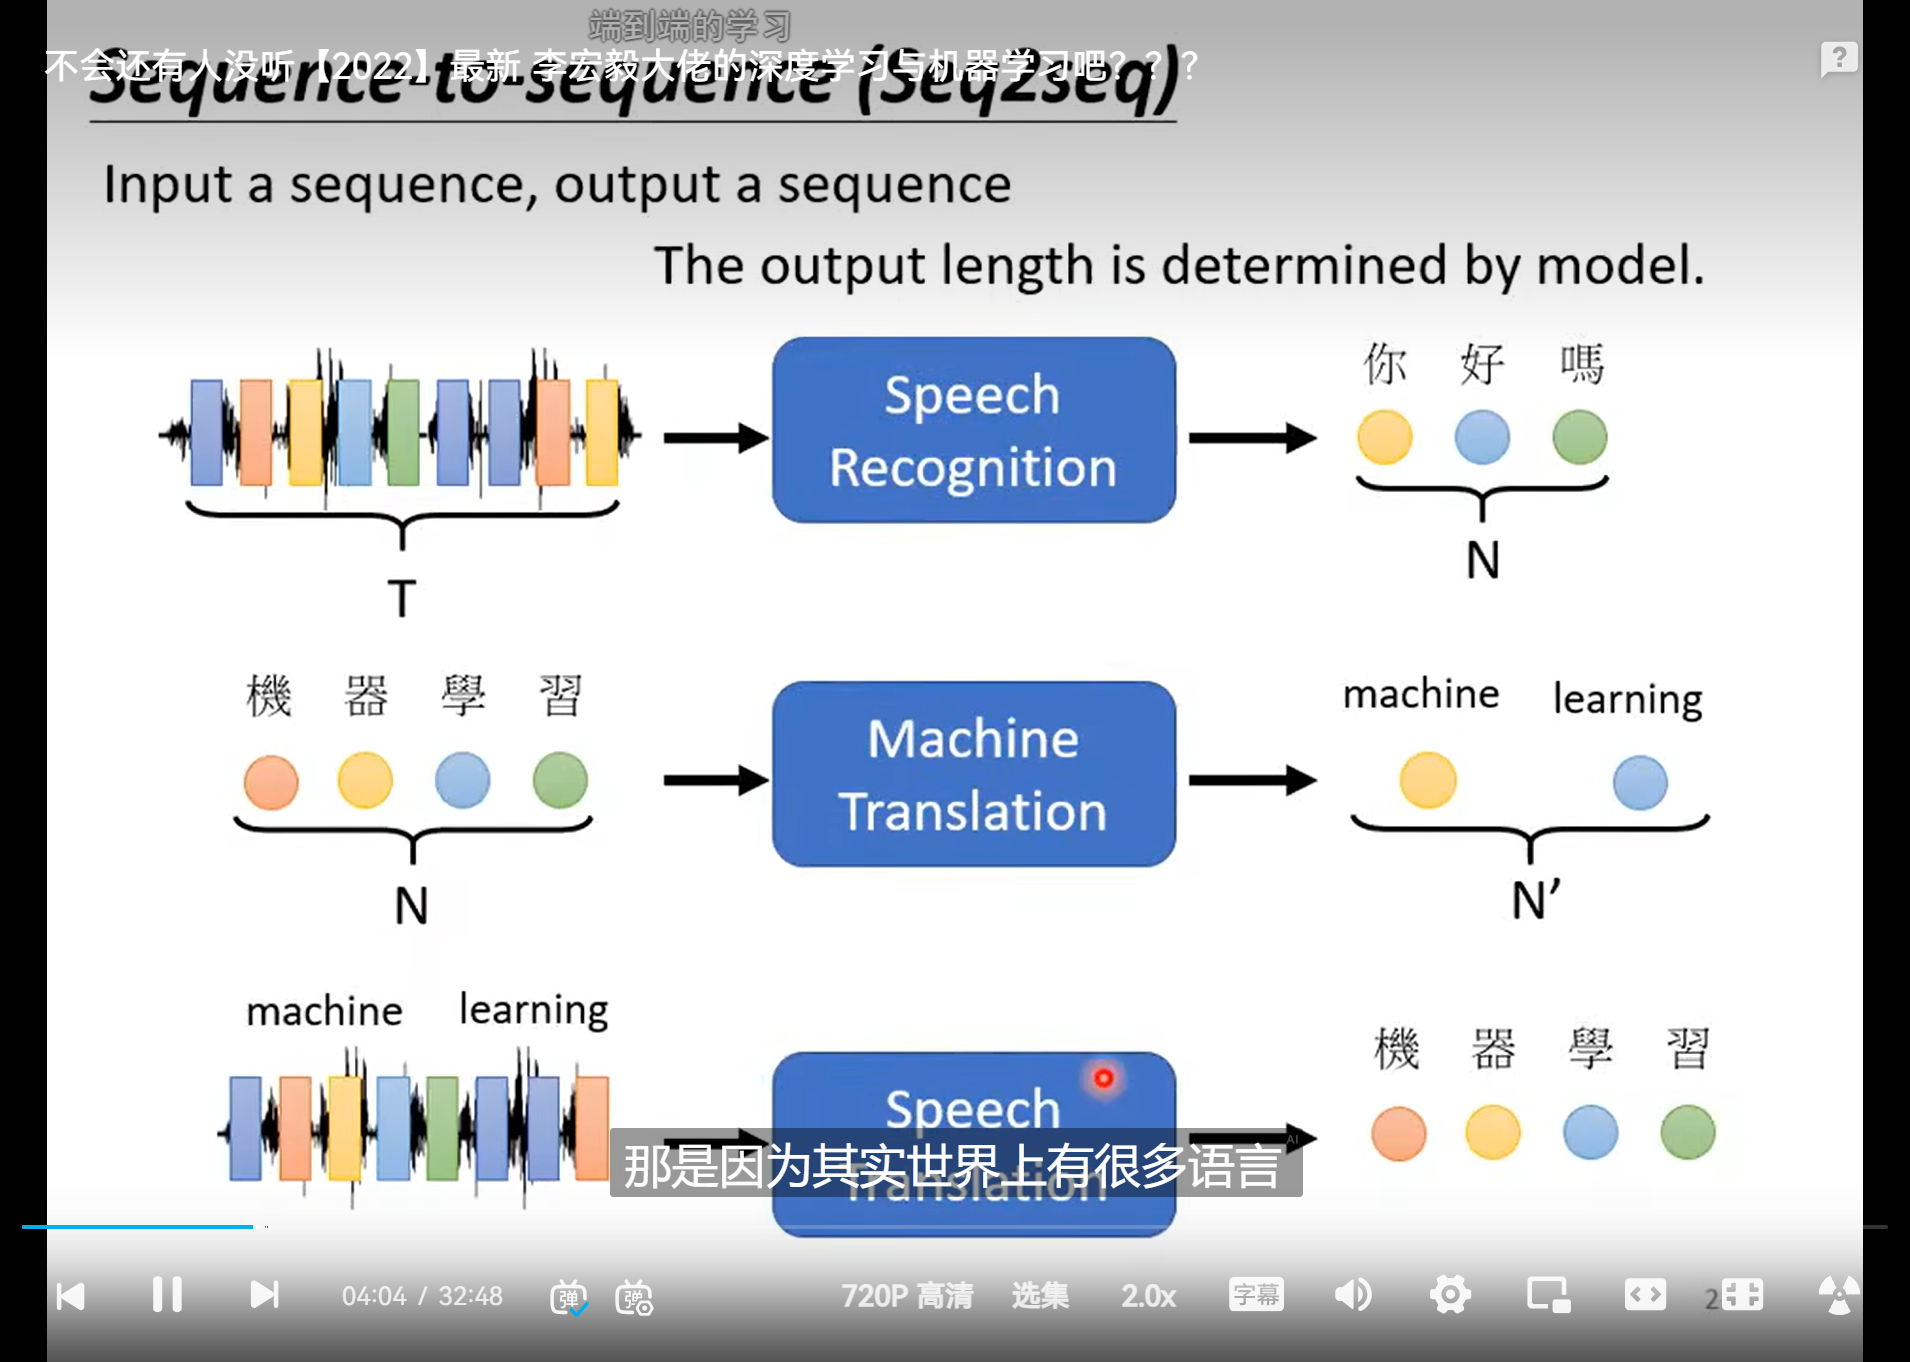 端到端的学习
不会还有人没听【2022】最新 李宏毅大佬的深度学习与机器学习吧？？？
Sequence-to-sequence (Seq2seq)
Input a sequence, output a sequence
The output length is determined by model.
Speech Recognition
你 好 嗎
T
N
機 器 學 習
Machine Translation
machine learning
N
N’
machine learning
Speech Translation
機 器 學 習
AI
那是因为其实世界上有很多语言
04:04 / 32:48
弹
弹
720P 高清
选集
2.0x
字幕
2